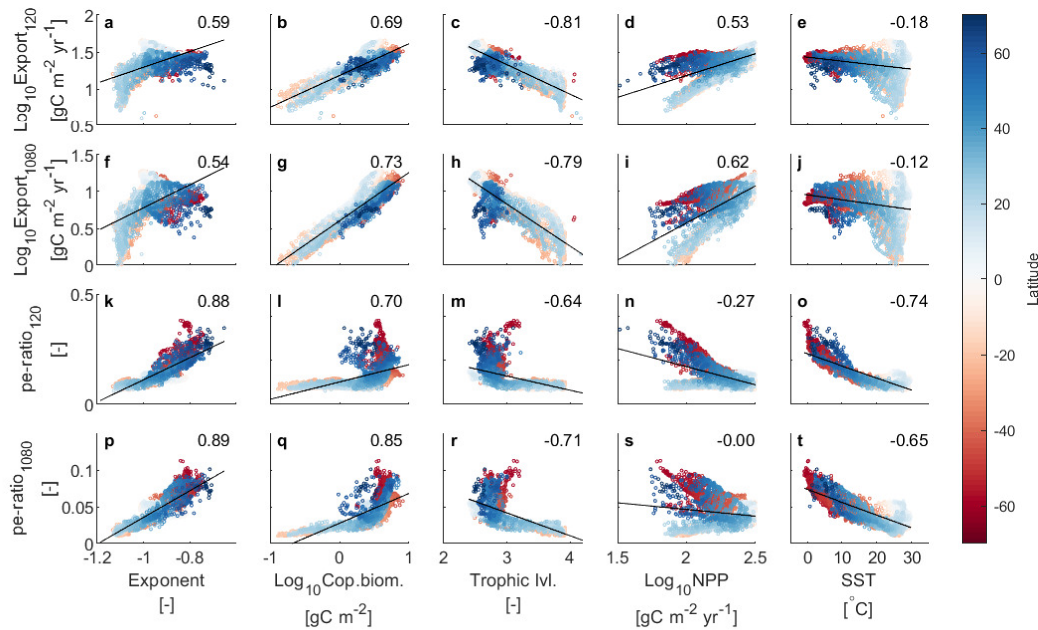 a 0.59 b 0.69 c -0.81 d 0.53 e -0.18
Log10Export120
[gC m-2 yr-1]
2
1.5
1
0.5
f 0.54 g 0.73 h -0.79 i 0.62 j -0.12
Log10Export1080
[gC m-2 yr-1]
1.5
1
0.5
0
k 0.88 l 0.70 m -0.64 n -0.27 o -0.74
pe-ratio120
[-]
0.5
0
p 0.89 q 0.85 r -0.71 s -0.00 t -0.65
pe-ratio1080
[-]
0.1
0.05
0
-1.2 -1 -0.8 -1 0 1 2 3 4 1.5 2 2.5 0 10 20 30
Exponent Log10Cop.biom. Trophic lvl. Log10NPP SST
[-] [gC m-2] [-] [gC m-2 yr-1] [°C]
60
40
20
0
-20
-40
-60
Latitude